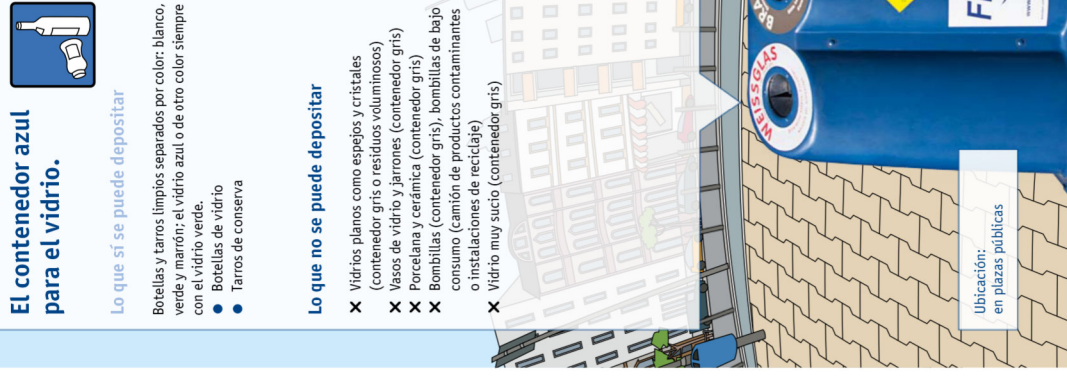 El contenedor azul
para el vidrio.
Lo que sí se puede depositar
Botellas y tarros limpios separados por color: blanco,
verde y marrón; el vidrio azul o de otro color siempre
con el vidrio verde.
● Botellas de vidrio
● Tarros de conserva
Lo que no se puede depositar
✕ Vidrios planos como espejos y cristales
(contenedor gris o residuos voluminosos)
✕ Vasos de vidrio y jarrones (contenedor gris)
✕ Porcelana y cerámica (contenedor gris)
✕ Bombillas (contenedor gris), bombillas de bajo
consumo (camión de productos contaminantes
o instalaciones de reciclaje)
✕ Vidrio muy sucio (contenedor gris)
WEISSGLAS
BRA
Ubicación:
en plazas públicas